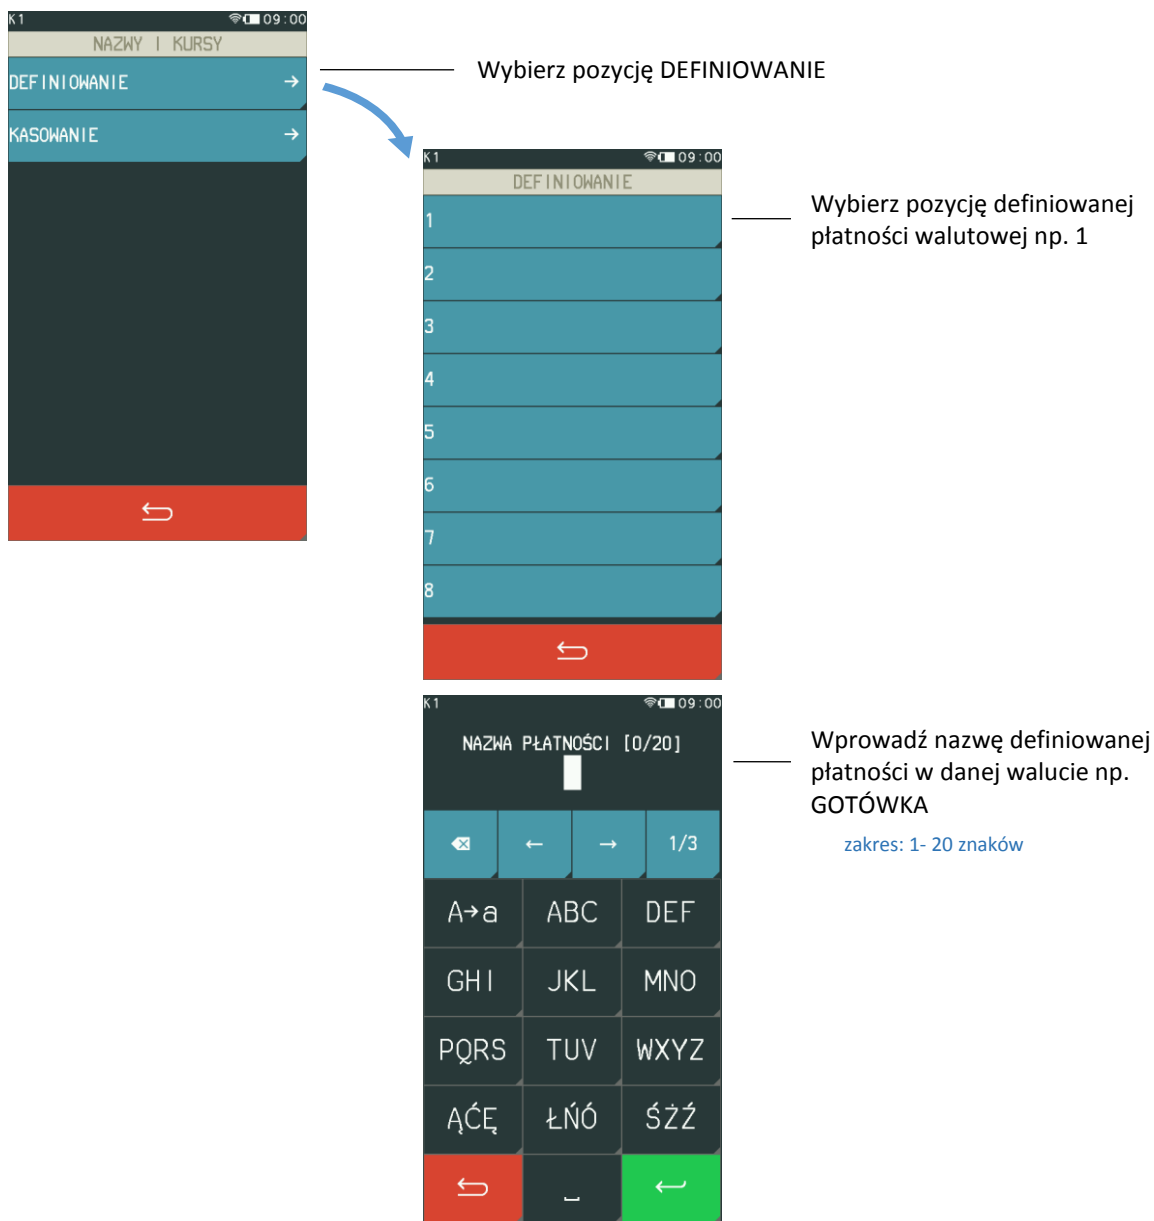 K1 09:00
NAZWY I KURSY
DEFINIOWANIE →
KASOWANIE →
Wybierz pozycję DEFINIOWANIE
K1 09:00
DEFINIOWANIE
1
2
3
4
5
6
7
8
Wybierz pozycję definiowanej
płatności walutowej np. 1
K1 09:00
NAZWA PŁATNOŚCI [0/20]
← → 1/3
A→a ABC DEF
GHI JKL MNO
PQRS TUV WXYZ
ĄĆĘ ŁŃÓ ŚŻŹ
Wprowadź nazwę definiowanej
płatności w danej walucie np.
GOTÓWKA
zakres: 1- 20 znaków